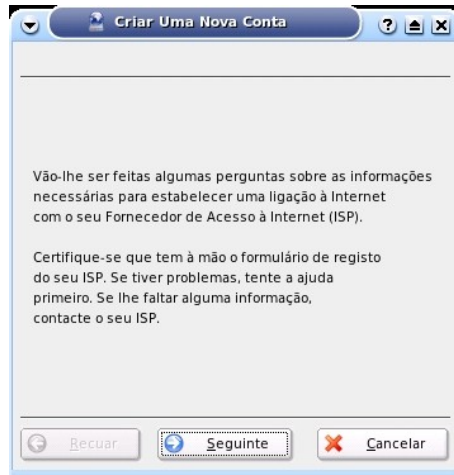 Criar Uma Nova Conta
Vão-lhe ser feitas algumas perguntas sobre as informações
necessárias para estabelecer uma ligação à Internet
com o seu Fornecedor de Acesso à Internet (ISP).
Certifique-se que tem à mão o formulário de registo
do seu ISP. Se tiver problemas, tente a ajuda
primeiro. Se lhe faltar alguma informação,
contacte o seu ISP.
Recuar
Seguinte
Cancelar